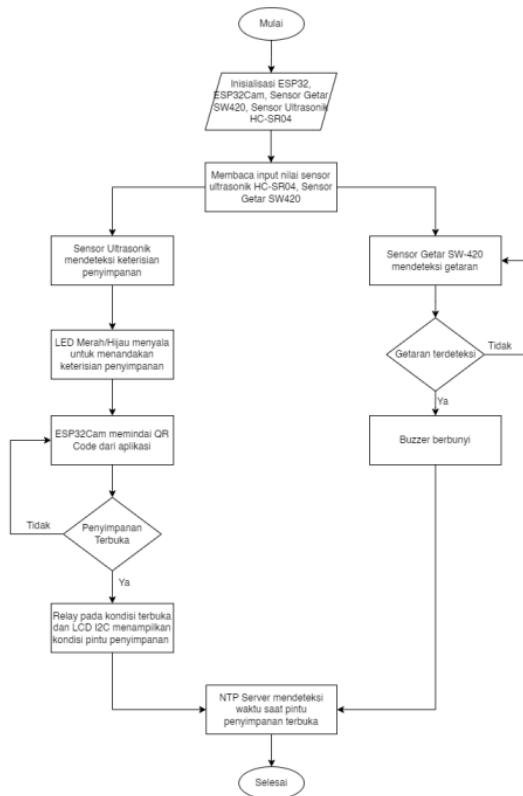 Mulai
Inisialisasi ESP32,
ESP32Cam, Sensor Getar
SW420, Sensor Ultrasonik
HC-SR04
Membaca input nilai sensor
ultrasonik HC-SR04, Sensor
Getar SW420
Sensor Ultrasonik
mendeteksi keterisian
penyimpanan
LED Merah/Hijau menyala
untuk menandakan
keterisian penyimpanan
ESP32Cam memindai QR
Code dari aplikasi
Tidak
Penyimpanan
Terbuka
Ya
Relay pada kondisi terbuka
dan LCD I2C menampilkan
kondisi pintu penyimpanan
Sensor Getar SW-420
mendeteksi getaran
Getaran terdeteksi
Tidak
Ya
Buzzer berbunyi
NTP Server mendeteksi
waktu saat pintu
penyimpanan terbuka
Selesai